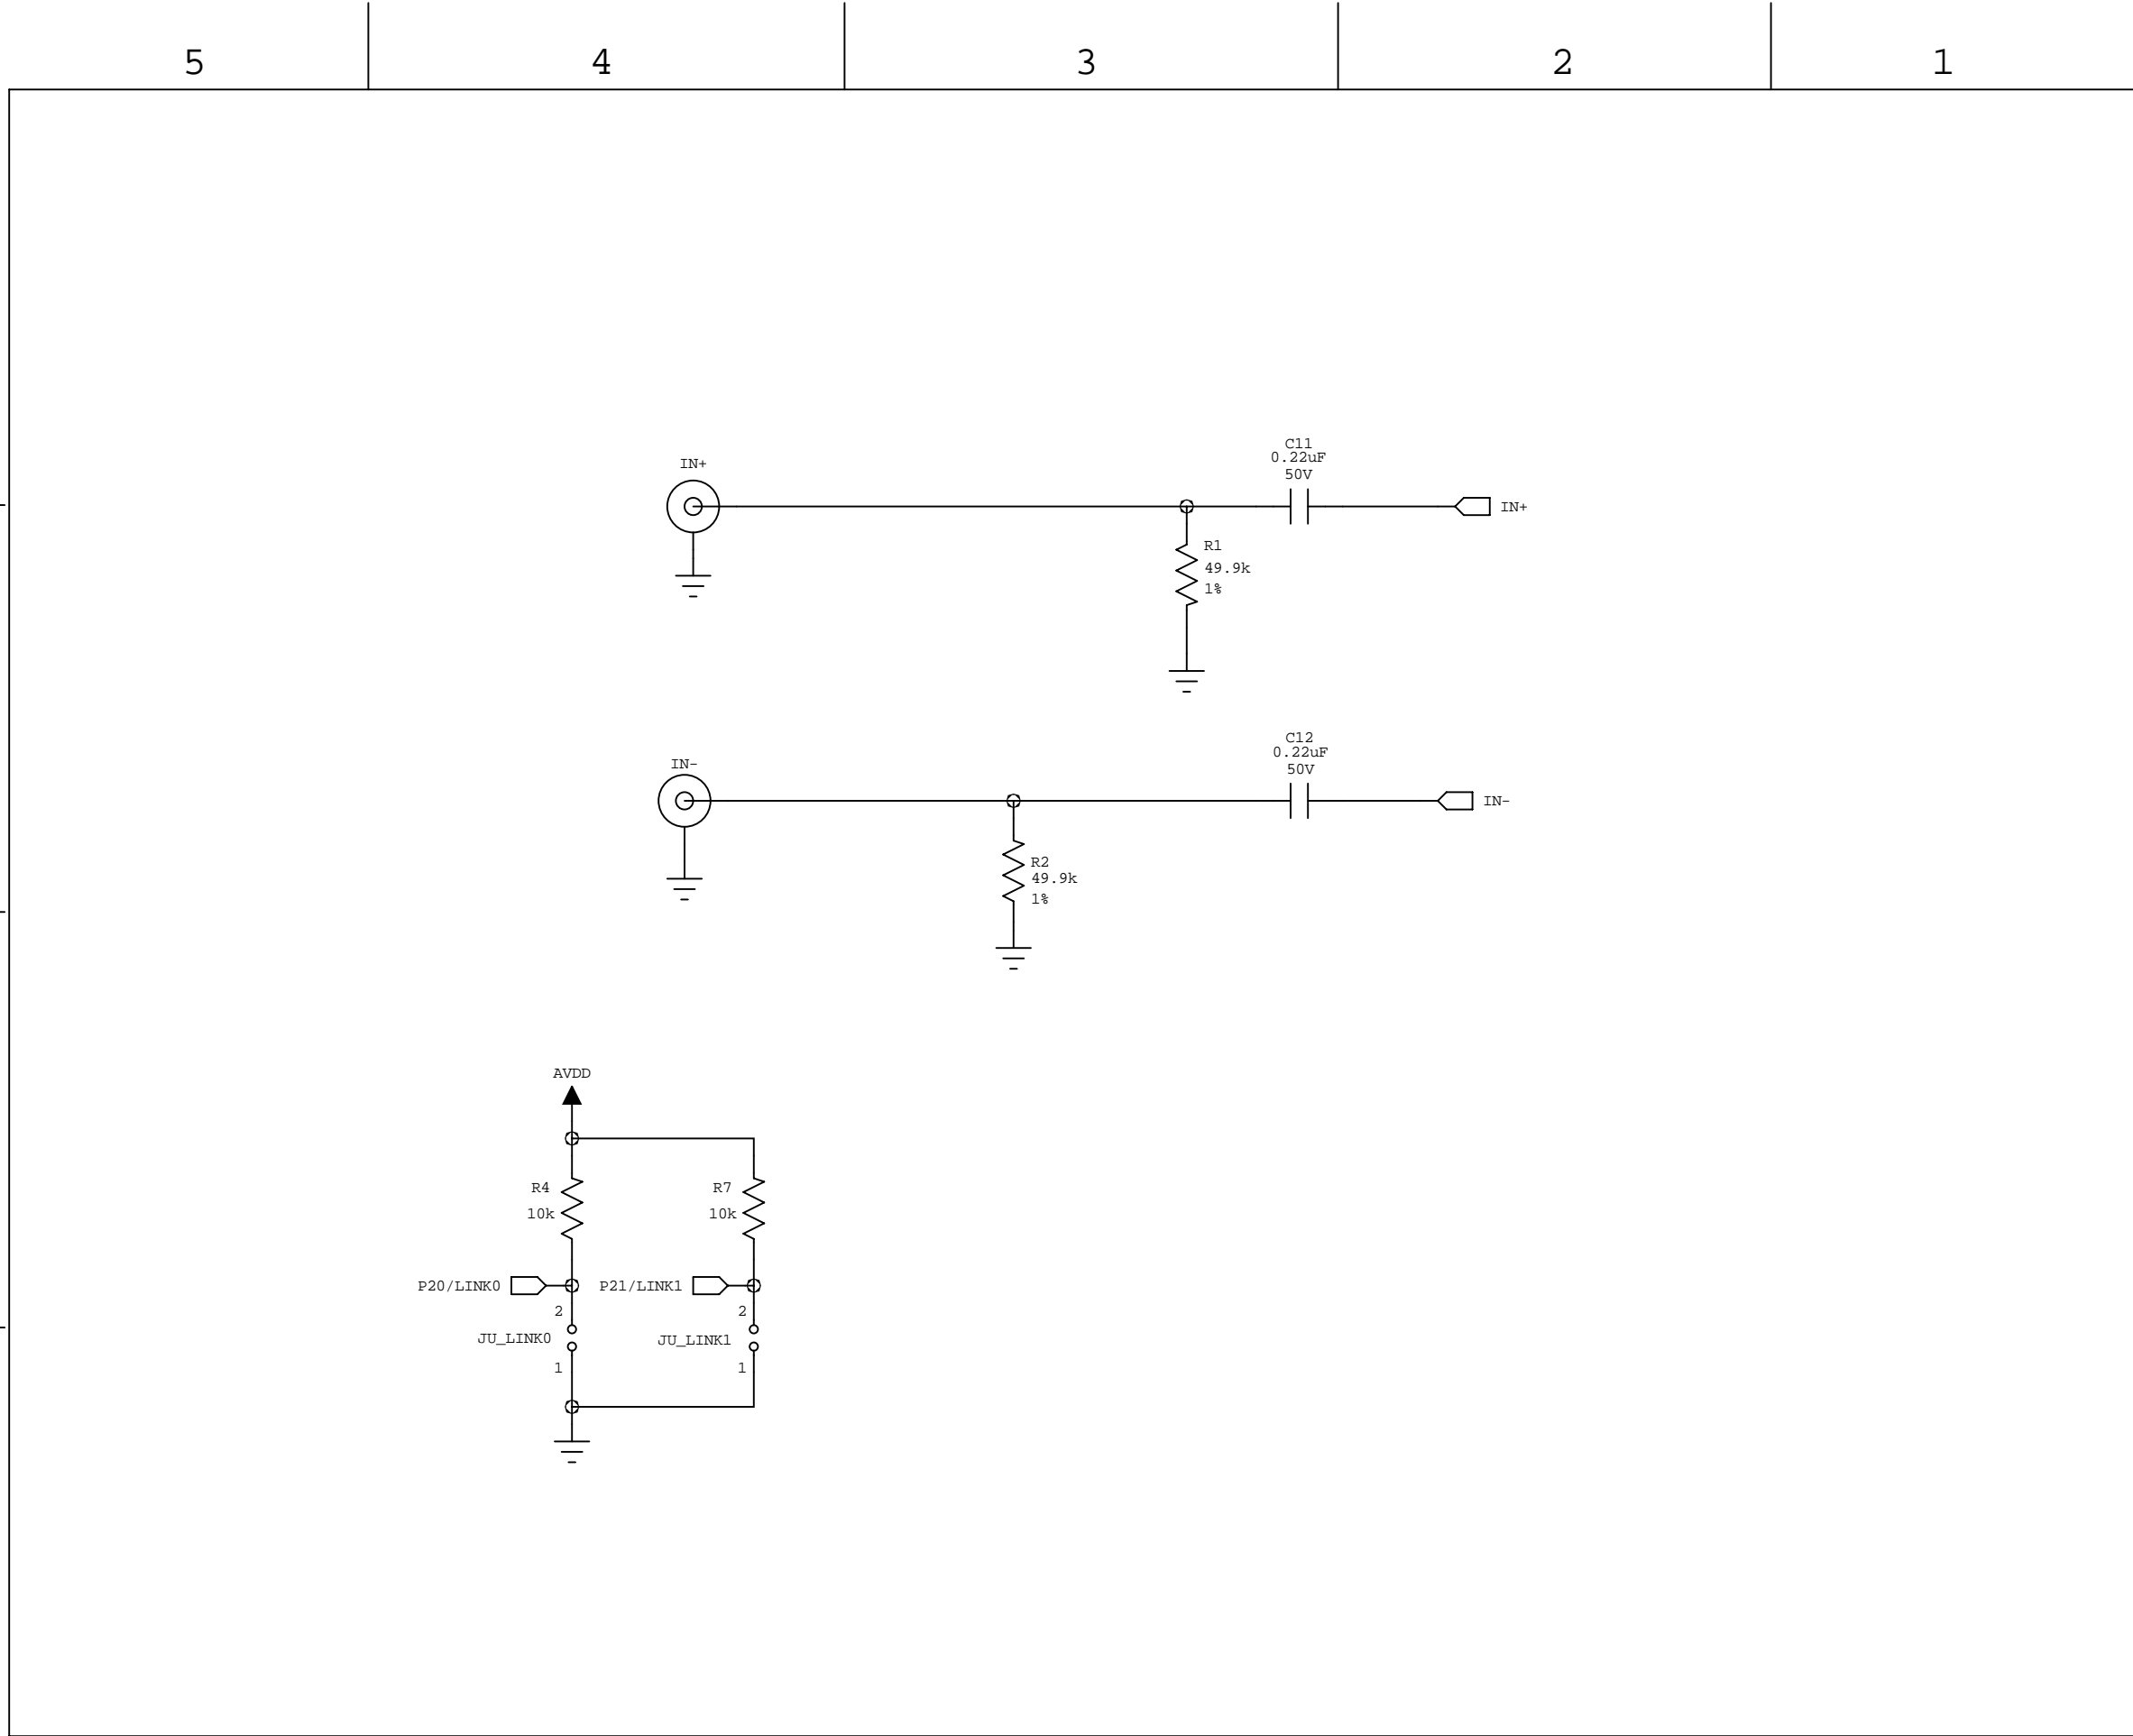 5 4 3 2 1
C11
0.22uF
50V
IN+
IN+
R1
49.9k
1%
C12
0.22uF
50V
IN-
IN-
R2
49.9k
1%
AVDD
R4
10k
R7
10k
P20/LINK0
P21/LINK1
2
2
JU_LINK0
JU_LINK1
1
1